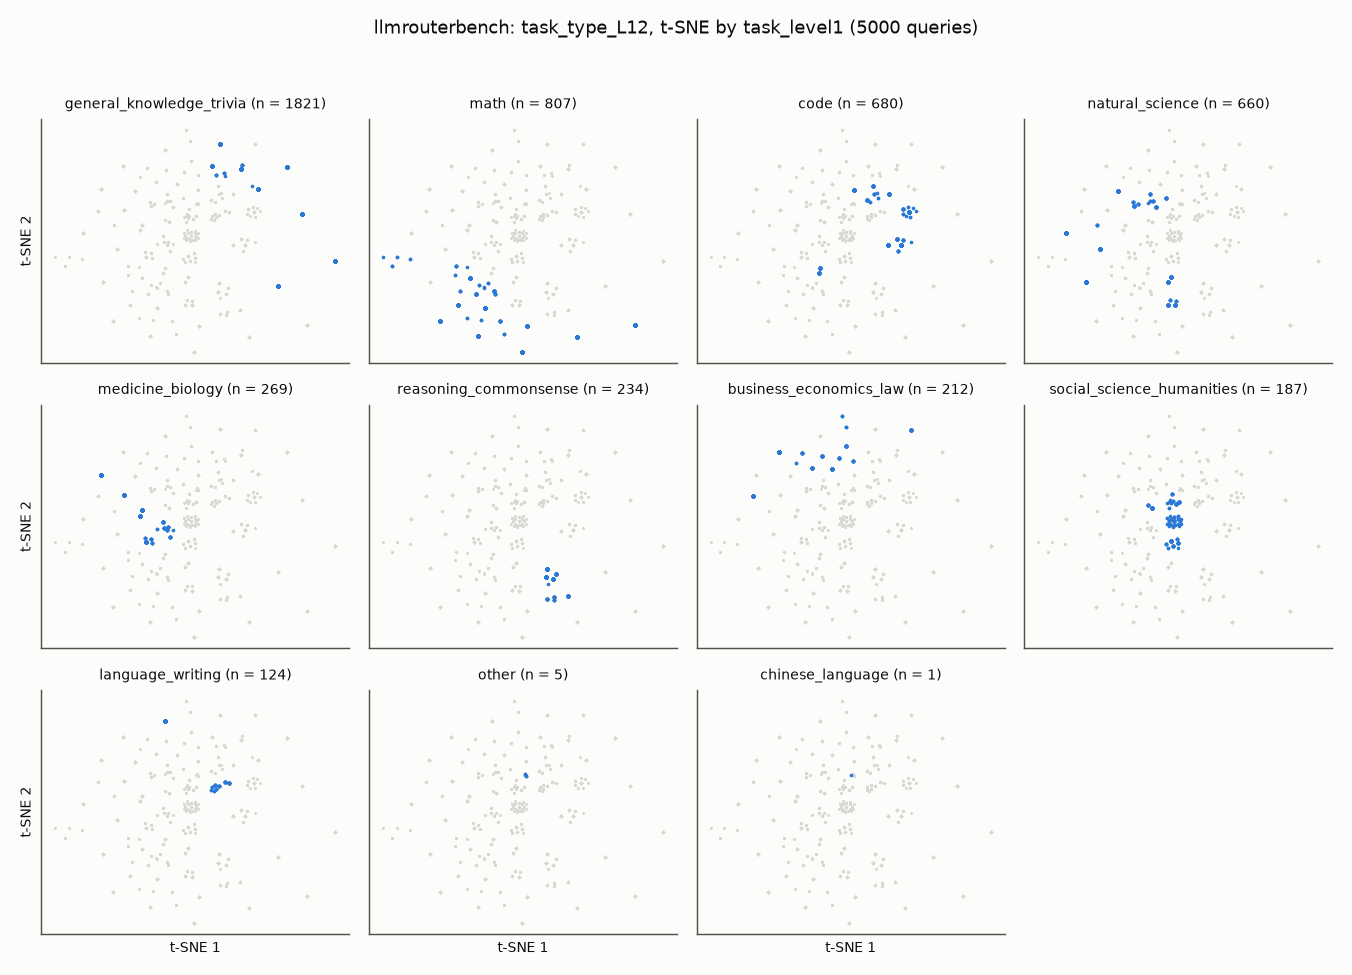 llmrouterbench: task_type_L12, t-SNE by task_level1 (5000 queries)
general_knowledge_trivia (n = 1821)
math (n = 807)
code (n = 680)
natural_science (n = 660)
t-SNE 2
medicine_biology (n = 269)
reasoning_commonsense (n = 234)
business_economics_law (n = 212)
social_science_humanities (n = 187)
t-SNE 2
language_writing (n = 124)
other (n = 5)
chinese_language (n = 1)
t-SNE 2
t-SNE 1
t-SNE 1
t-SNE 1